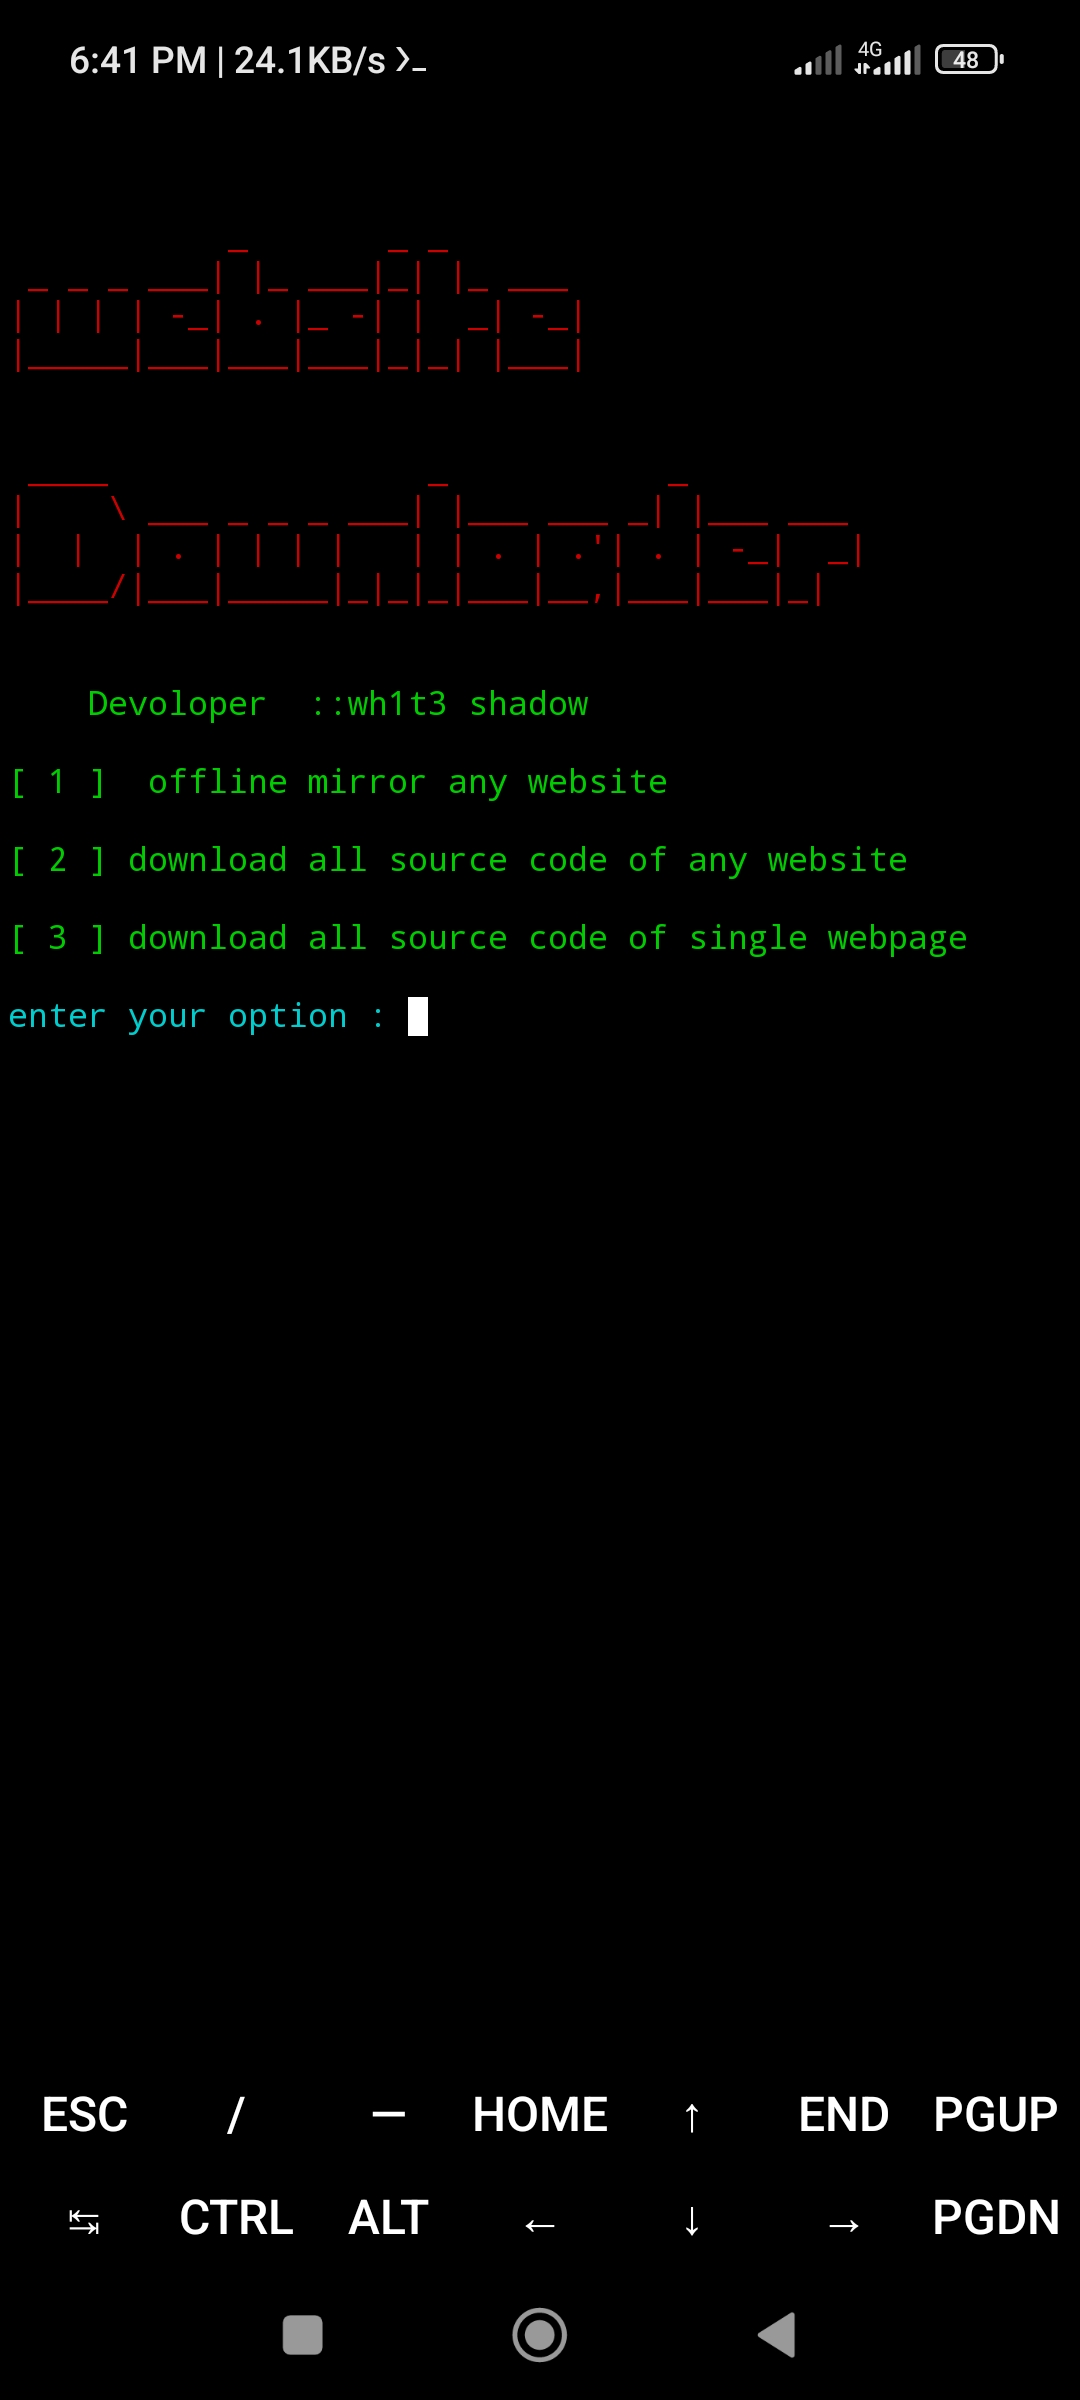 6:41 PM | 24.1KB/s >_ 4G 48
website
Downloader
Devoloper  ::wh1t3 shadow
[ 1 ]  offline mirror any website
[ 2 ] download all source code of any website
[ 3 ] download all source code of single webpage
enter your option :
ESC / — HOME ↑ END PGUP
↹ CTRL ALT ← ↓ → PGDN